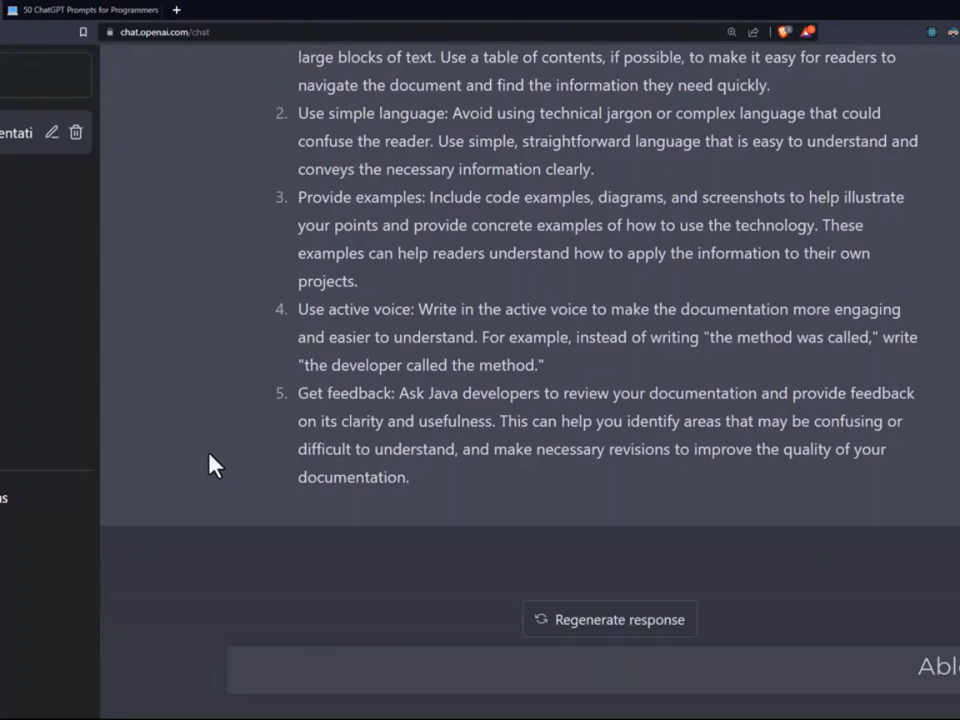 50 ChatGPT Prompts for Programmers
chat.openai.com/chat
large blocks of text. Use a table of contents, if possible, to make it easy for readers to
navigate the document and find the information they need quickly.
2. Use simple language: Avoid using technical jargon or complex language that could
confuse the reader. Use simple, straightforward language that is easy to understand and
conveys the necessary information clearly.
3. Provide examples: Include code examples, diagrams, and screenshots to help illustrate
your points and provide concrete examples of how to use the technology. These
examples can help readers understand how to apply the information to their own
projects.
4. Use active voice: Write in the active voice to make the documentation more engaging
and easier to understand. For example, instead of writing "the method was called," write
"the developer called the method."
5. Get feedback: Ask Java developers to review your documentation and provide feedback
on its clarity and usefulness. This can help you identify areas that may be confusing or
difficult to understand, and make necessary revisions to improve the quality of your
documentation.
entati
ns
Regenerate response
Abl